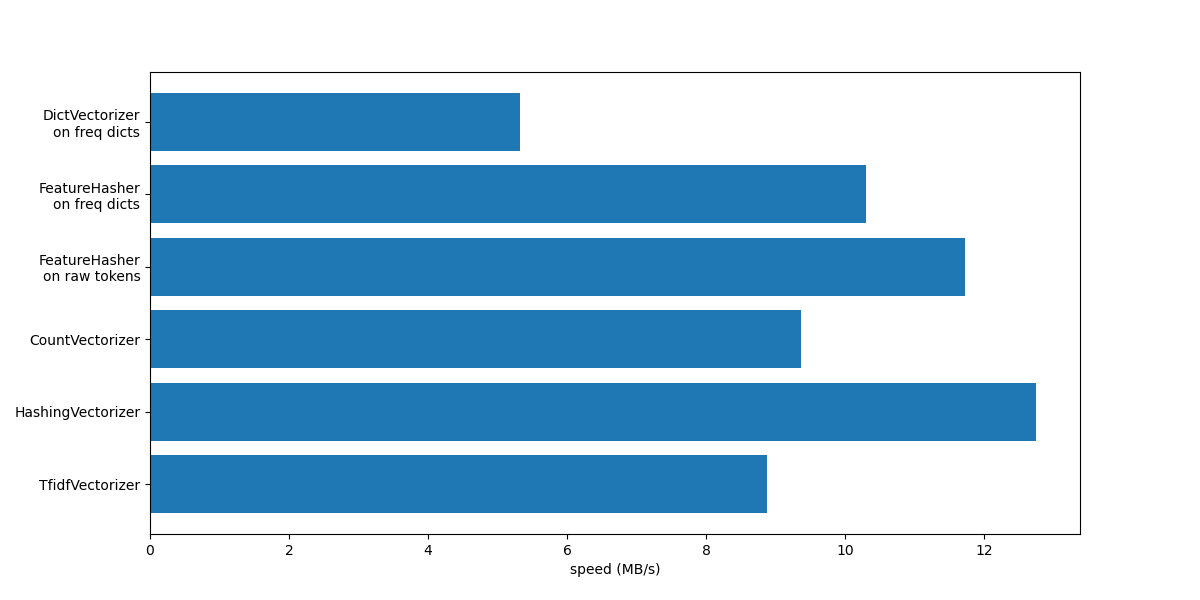 DictVectorizer
on freq dicts
FeatureHasher
on freq dicts
FeatureHasher
on raw tokens
CountVectorizer
HashingVectorizer
TfidfVectorizer
0 2 4 6 8 10 12
speed (MB/s)